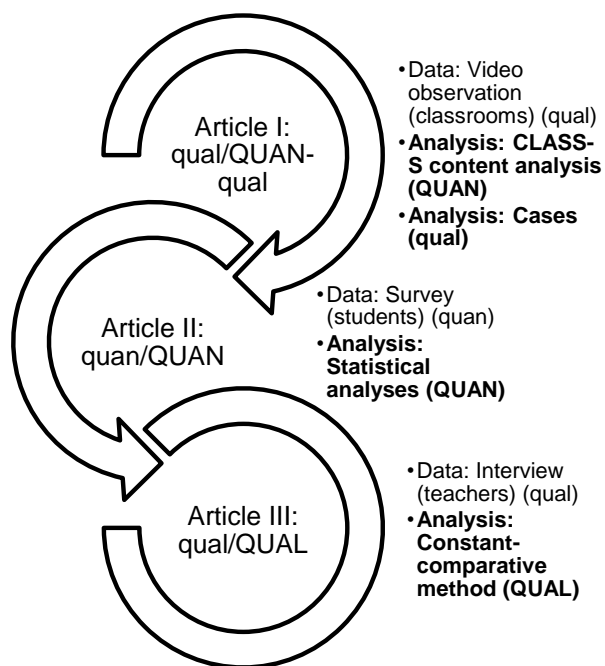 Article I:
qual/QUAN-
qual
•Data: Video
observation
(classrooms) (qual)
•Analysis: CLASS-
S content analysis
(QUAN)
•Analysis: Cases
(qual)
Article II:
quan/QUAN
•Data: Survey
(students) (quan)
•Analysis:
Statistical
analyses (QUAN)
Article III:
qual/QUAL
•Data: Interview
(teachers) (qual)
•Analysis:
Constant-
comparative
method (QUAL)